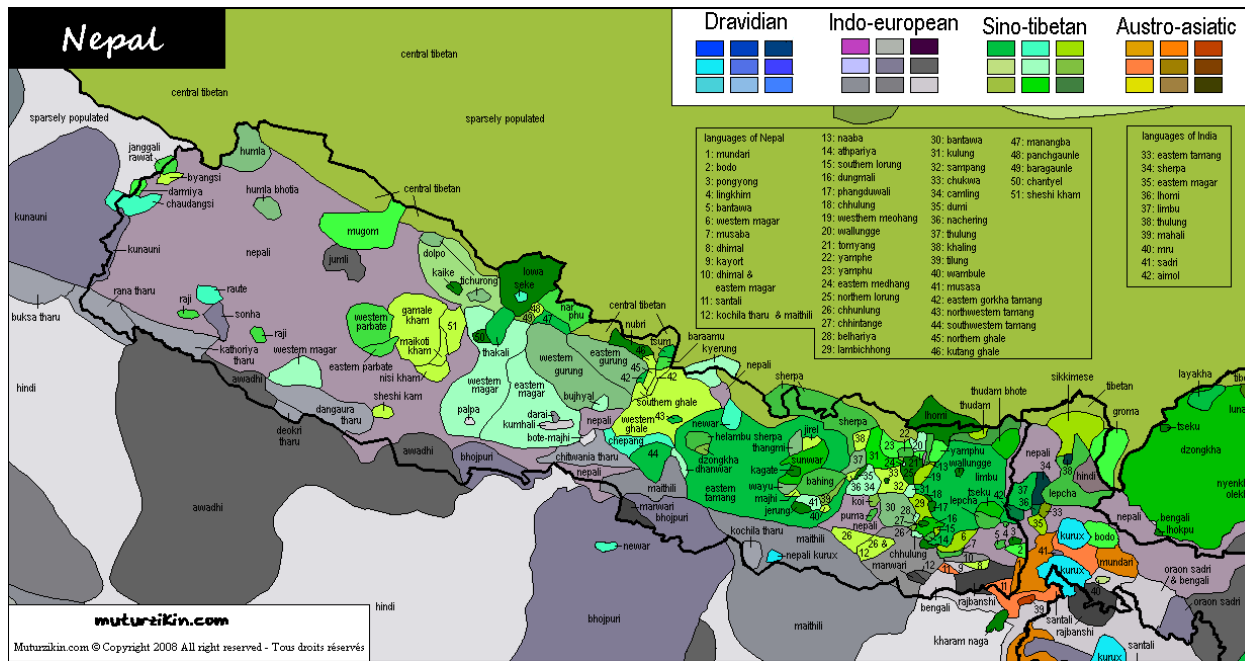 Nepal
Dravidian
Indo-european
Sino-tibetan
Austro-asiatic
languages of Nepal
1: mundari
2: bodo
3: pongyong
4: lingkhim
5: bantawa
6: western magar
7: musaba
8: dhimal
9: kayort
10: dhimal &
eastern magar
11: santali
12: kochila tharu & maithili
13: naaba
14: athpariya
15: southern lorung
16: dungmali
17: phangduwali
18: chhulung
19: westhern meohang
20: wallungge
21: tomyang
22: yamphe
23: yamphu
24: eastern medhang
25: northern lorung
26: chhunlung
27: chhintange
28: belhariya
29: lambichhong
30: bantawa
31: kulung
32: sampang
33: chukwa
34: camling
35: dumi
36: nachering
37: thulung
38: khaling
39: tilung
40: wambule
41: musasa
42: eastern gorkha tamang
43: northwestern tamang
44: southwestern tamang
45: northern ghale
46: kutang ghale
47: manangba
48: panchgaunle
49: baragaunle
50: chantyel
51: sheshi kham
languages of India
33: eastern tamang
34: sherpa
35: eastern magar
36: lhomi
37: limbu
38: thulung
39: mahali
40: mru
41: sadri
42: aimol
central tibetan
central tibetan
sparsely populated
sparsely populated
janggali
rawat
byangsi
darmiya
chaudangsi
humla
humla bhotia
central tibetan
kunauni
kunauni
nepali
mugom
jumli
dolpo
kaike
tichurong
lowa
seke
nar
phu
central tibetan
nubri
tsum
baraamu
kyerung
nepali
rana tharu
buksa tharu
raji
raute
sonha
raji
kathoriya
tharu
western magar
western
parbate
eastern parbate
gamale
kham
maikoti
kham
nisi kham
sheshi kam
51
thakali
48
49
47
50
46
45
42
42
43
44
western
gurung
eastern
gurung
western
magar
eastern
magar
palpa
bujhyal
darai
kumhali
bote-majhi
nepali
chepang
southern ghale
western
ghale
chitwania tharu
nepali
maithili
marwari
bhojpuri
bhojpuri
hindi
awadhi
awadhi
awadhi
deokri
tharu
dangaura
tharu
newar
helambu sherpa
thangmi
dzongkha
dhanwar
eastern
tamang
jirel
sunwar
kagate
wayu
majhi
jerung
bahing
sherpa
sherpa
koi
puma
nepali
lhomi
thudam bhote
thudam
yamphu
wallungge
limbu
lepcha
tseku
sikkimese
tibetan
groma
layakha
tseku
dzongkha
nepali
34
hindi
lepcha
nepali
bengali
lhokpu
kurux
bodo
mundari
kurux
oraon sadri
& bengali
oraon sadri
santali
rajbanshi
santali
kurux
kochila tharu
maithili
nepali kurux
newar
bhojpuri
maithili
hindi
chhulung
marwari
bengali
rajbanshi
kharam naga
muturzikin.com
Muturzikin.com © Copyright 2008 All right reserved - Tous droits réservés